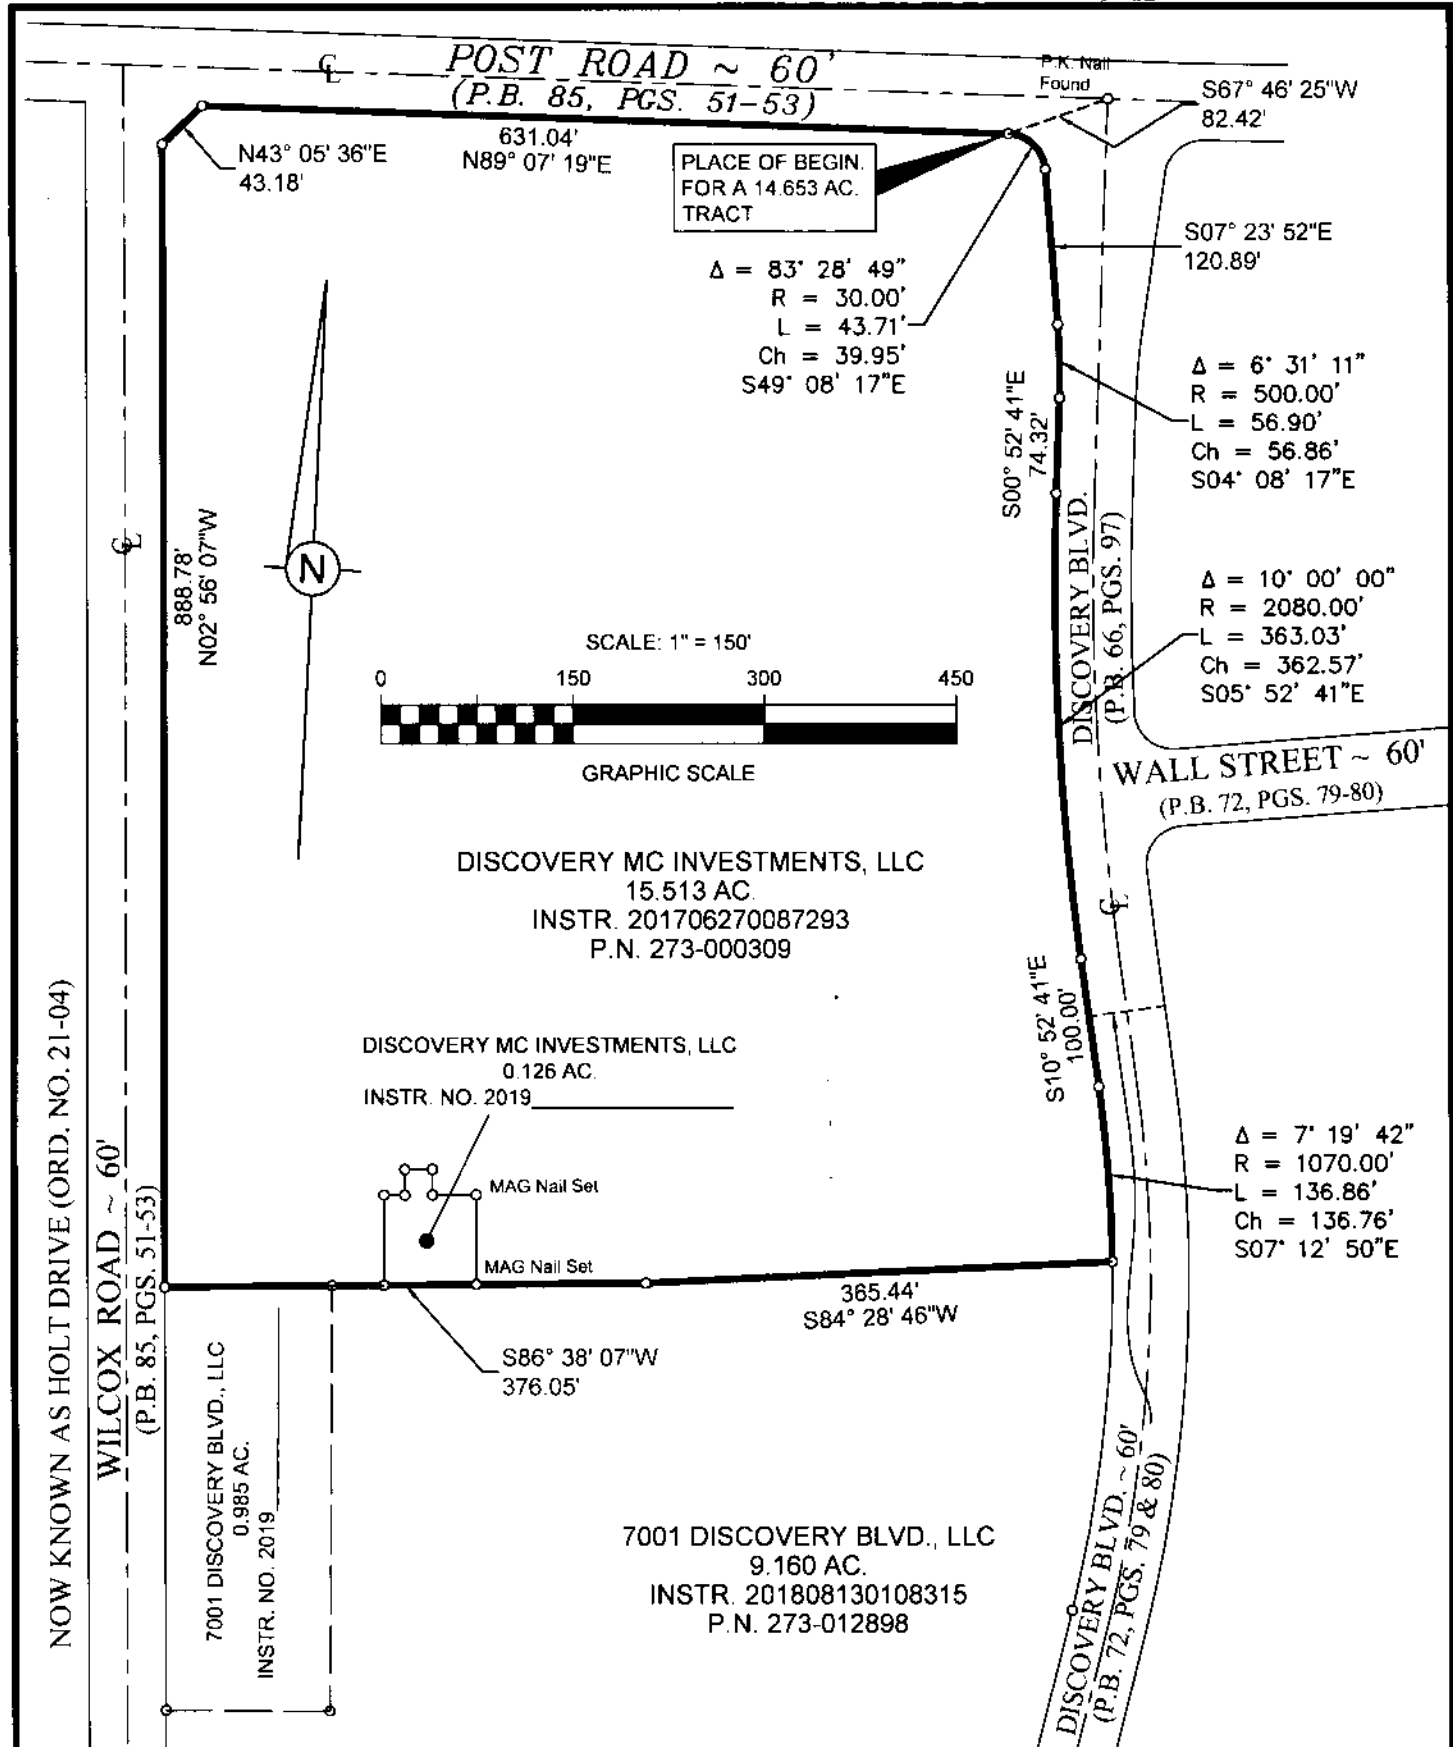 POST ROAD ~ 60'
(P.B. 85, PGS. 51-53)
P.K. Nail
Found
S67° 46' 25"W
82.42'
N43° 05' 36"E
43.18'
631.04'
N89° 07' 19"E
PLACE OF BEGIN.
FOR A 14.653 AC.
TRACT
S07° 23' 52"E
120.89'
Δ = 83° 28' 49"
R = 30.00'
L = 43.71'
Ch = 39.95'
S49° 08' 17"E
Δ = 6° 31' 11"
R = 500.00'
L = 56.90'
Ch = 56.86'
S04° 08' 17"E
S00° 52' 41"E
74.32'
888.78'
N02° 56' 07"W
N
DISCOVERY BLVD.
(P.B. 66, PGS. 97)
Δ = 10° 00' 00"
R = 2080.00'
L = 363.03'
Ch = 362.57'
S05° 52' 41"E
SCALE: 1" = 150'
0 150 300 450
GRAPHIC SCALE
WALL STREET ~ 60'
(P.B. 72, PGS. 79-80)
DISCOVERY MC INVESTMENTS, LLC
15.513 AC.
INSTR. 201706270087293
P.N. 273-000309
S10° 52' 41"E
100.00'
DISCOVERY MC INVESTMENTS, LLC
0.126 AC.
INSTR. NO. 2019
MAG Nail Set
MAG Nail Set
Δ = 7° 19' 42"
R = 1070.00'
L = 136.86'
Ch = 136.76'
S07° 12' 50"E
NOW KNOWN AS HOLT DRIVE (ORD. NO. 21-04)
WILCOX ROAD ~ 60'
(P.B. 85, PGS. 51-53)
365.44'
S84° 28' 46"W
S86° 38' 07"W
376.05'
7001 DISCOVERY BLVD., LLC
0.985 AC.
INSTR. NO. 2019
7001 DISCOVERY BLVD., LLC
9.160 AC.
INSTR. 201808130108315
P.N. 273-012898
DISCOVERY BLVD. ~ 60'
(P.B. 72, PGS. 79 & 80)